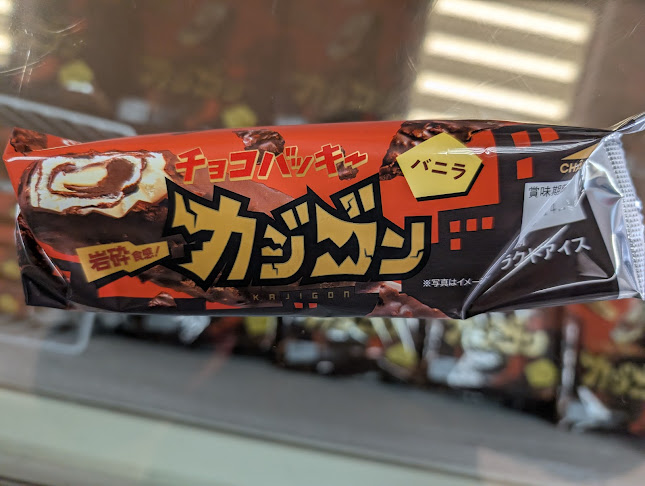 チョコバッキー
バニラ
カジゴン
KAJIGON
岩砕食感!
賞味期
ラクトアイス
※写真はイメー